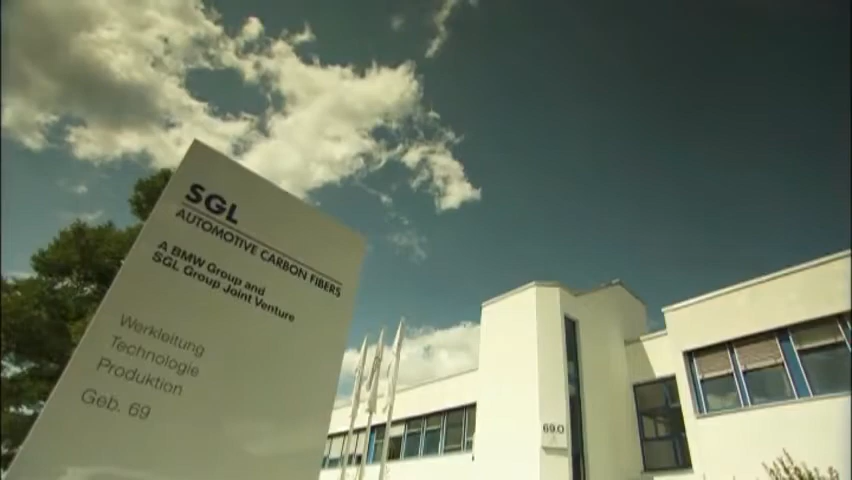 SGL
AUTOMOTIVE CARBON FIBERS
A BMW Group and
SGL Group Joint Venture
Werkleitung
Technologie
Produktion
Geb. 69
69.0